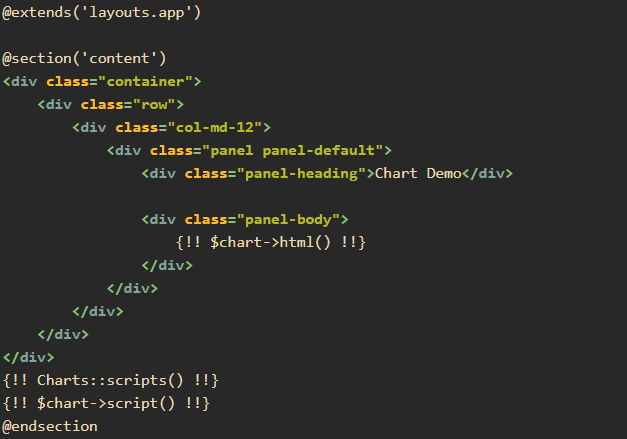 @extends('layouts.app')
@section('content')
<div class="container">
    <div class="row">
        <div class="col-md-12">
            <div class="panel panel-default">
                <div class="panel-heading">Chart Demo</div>
                <div class="panel-body">
                    {!! $chart->html() !!}
                </div>
            </div>
        </div>
    </div>
</div>
{!! Charts::scripts() !!}
{!! $chart->script() !!}
@endsection